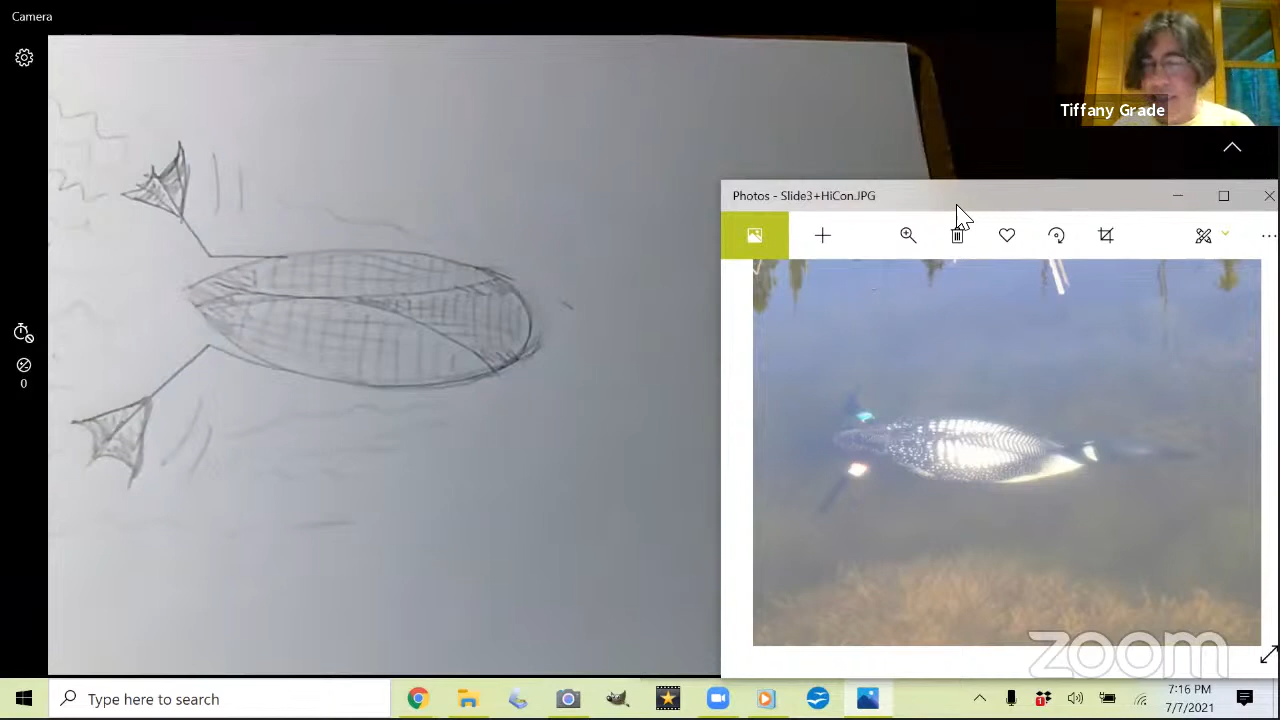 Camera
Tiffany Grade
Photos - Slide3+HiCon.JPG
0
zoom
Type here to search
1
7:16 PM
7/7/2021